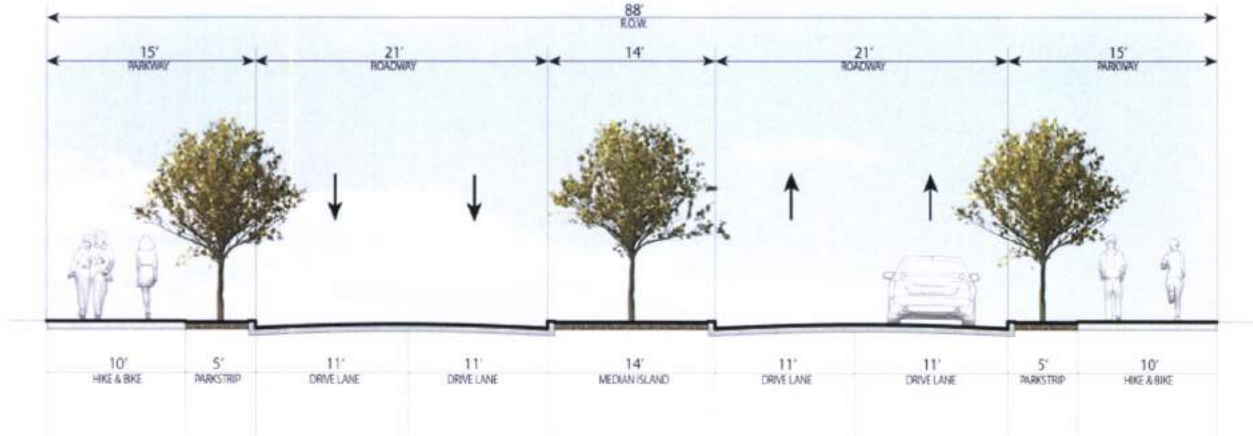 88'
R.O.W.
15'
PARKWAY
21'
ROADWAY
14'
21'
ROADWAY
15'
PARKWAY
10'
HIKE & BIKE
5'
PARKSTRIP
11'
DRIVE LANE
11'
DRIVE LANE
14'
MEDIAN ISLAND
11'
DRIVE LANE
11'
DRIVE LANE
5'
PARKSTRIP
10'
HIKE & BIKE